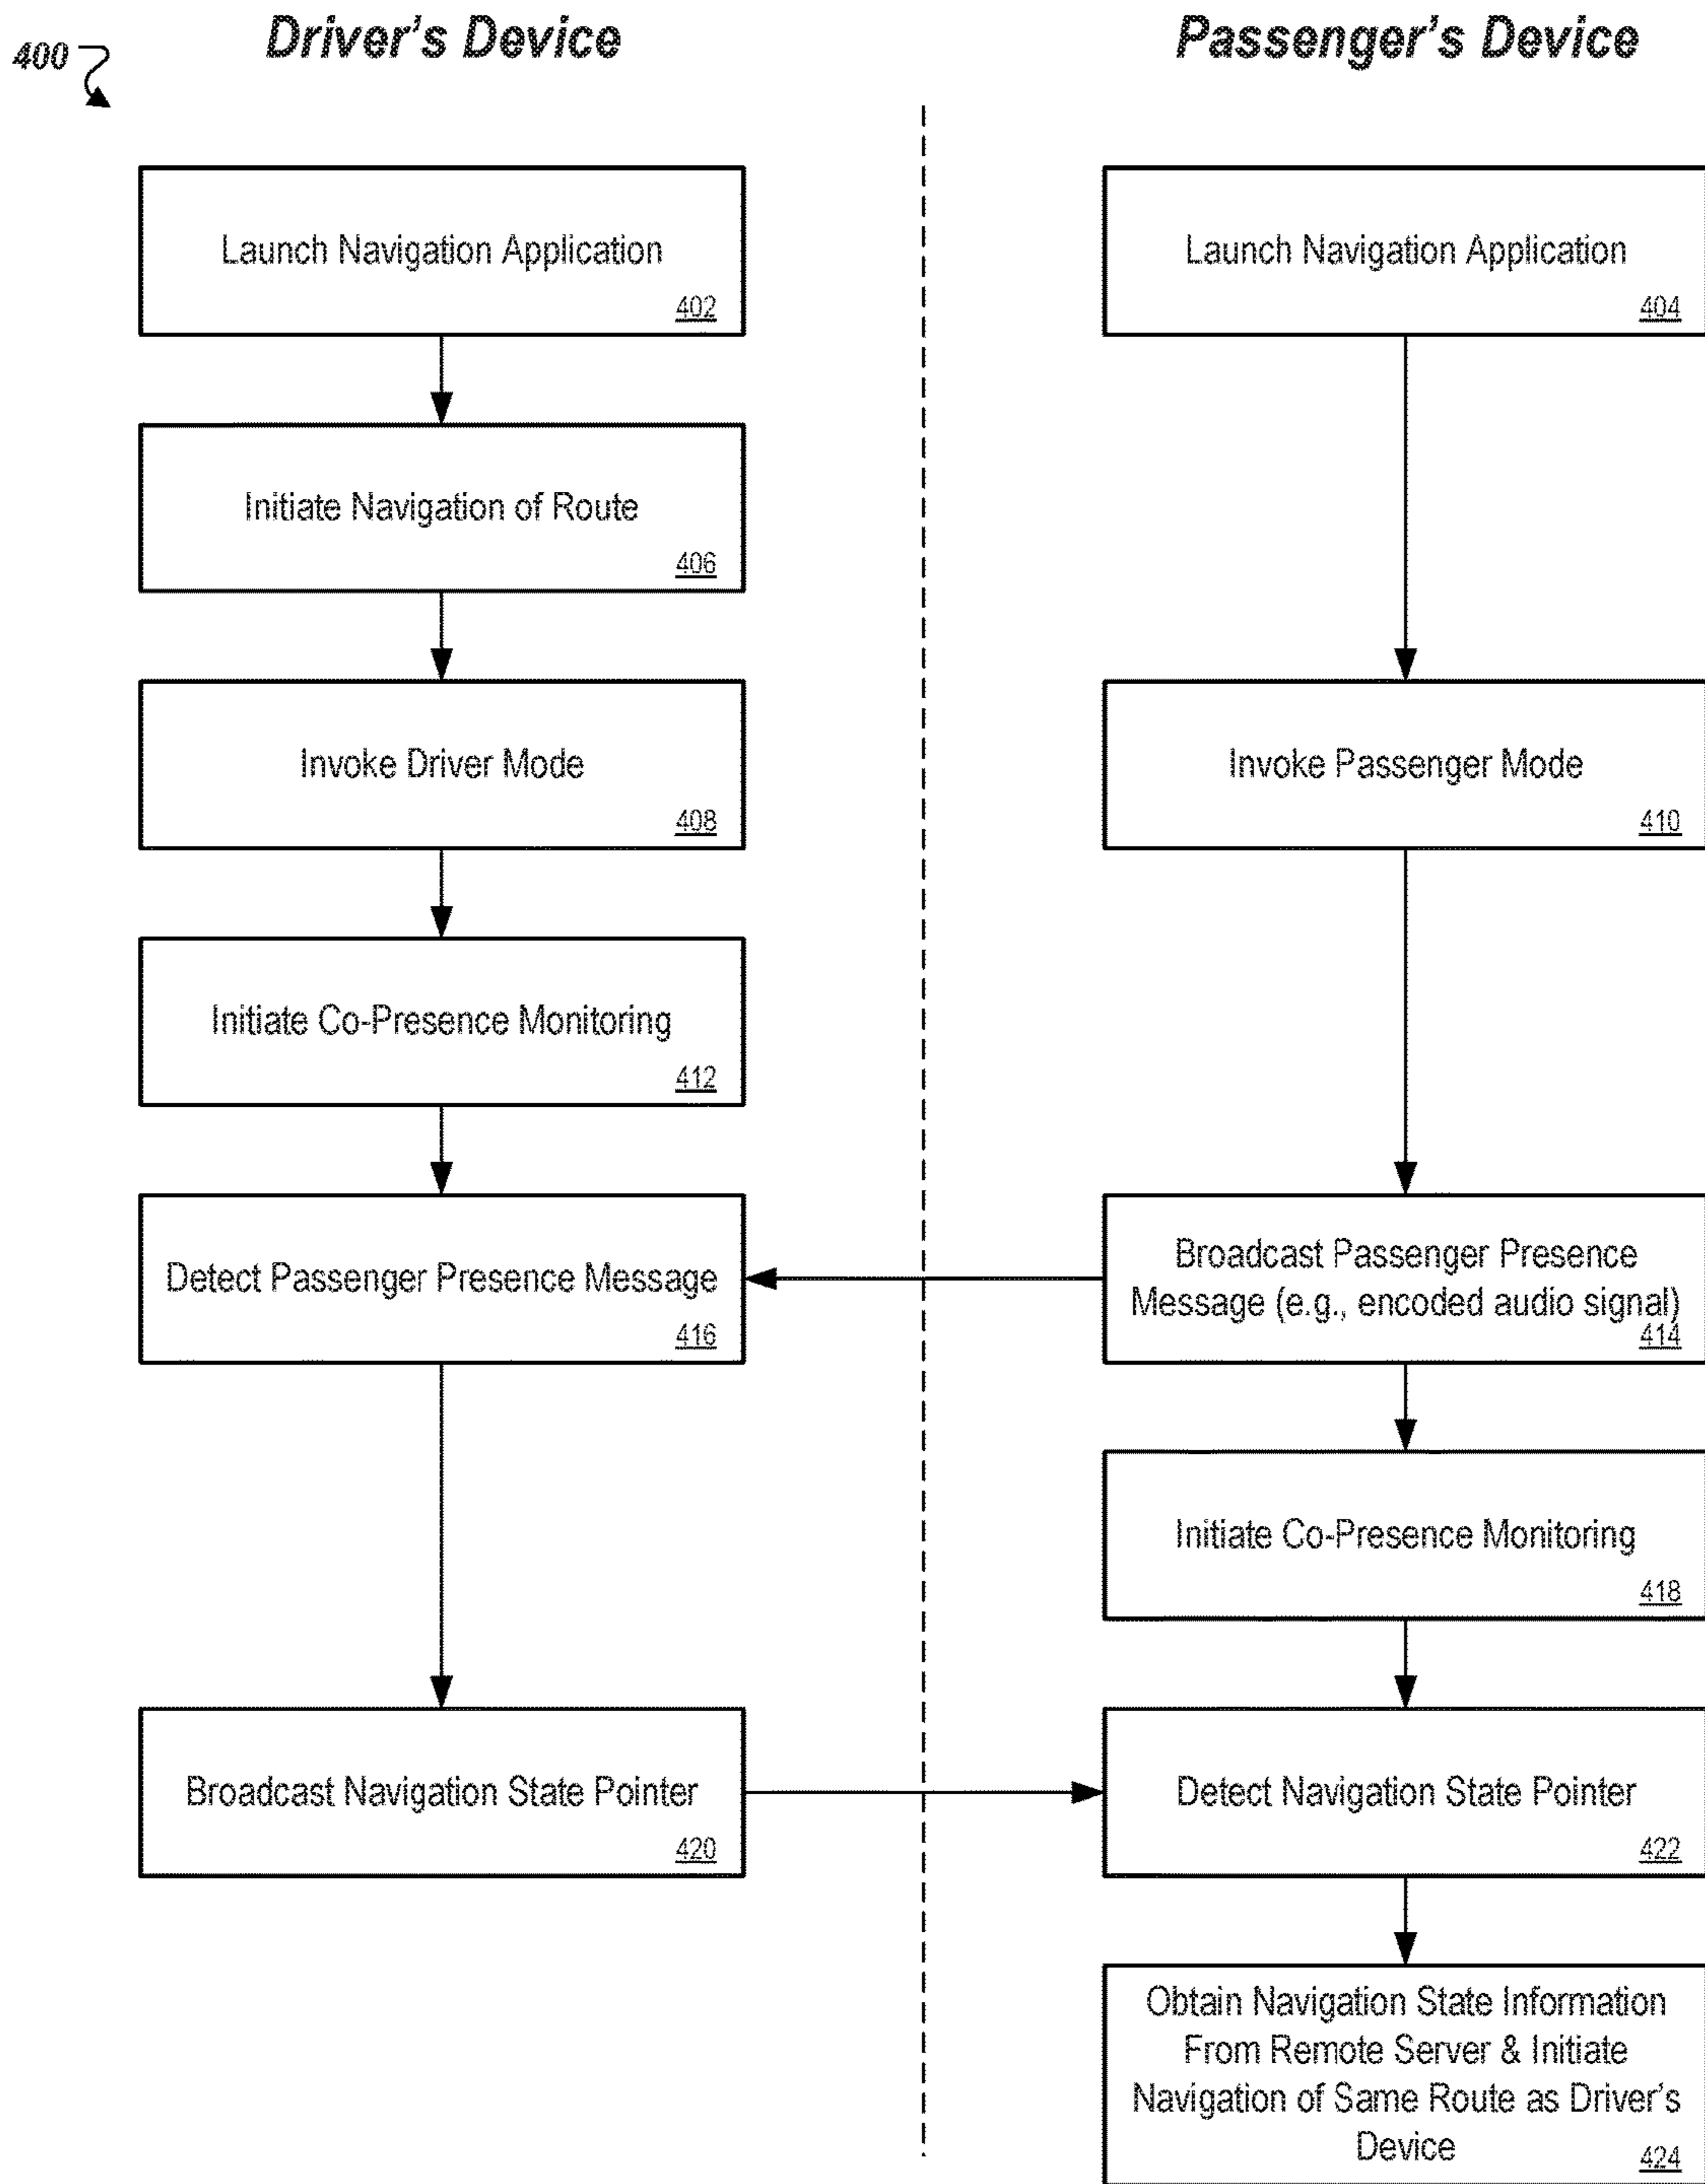 400
Driver's Device
Passenger's Device
Launch Navigation Application
402
Launch Navigation Application
404
Initiate Navigation of Route
406
Invoke Driver Mode
408
Invoke Passenger Mode
410
Initiate Co-Presence Monitoring
412
Detect Passenger Presence Message
416
Broadcast Passenger Presence
Message (e.g., encoded audio signal)
414
Initiate Co-Presence Monitoring
418
Broadcast Navigation State Pointer
420
Detect Navigation State Pointer
422
Obtain Navigation State Information
From Remote Server & Initiate
Navigation of Same Route as Driver's
Device
424